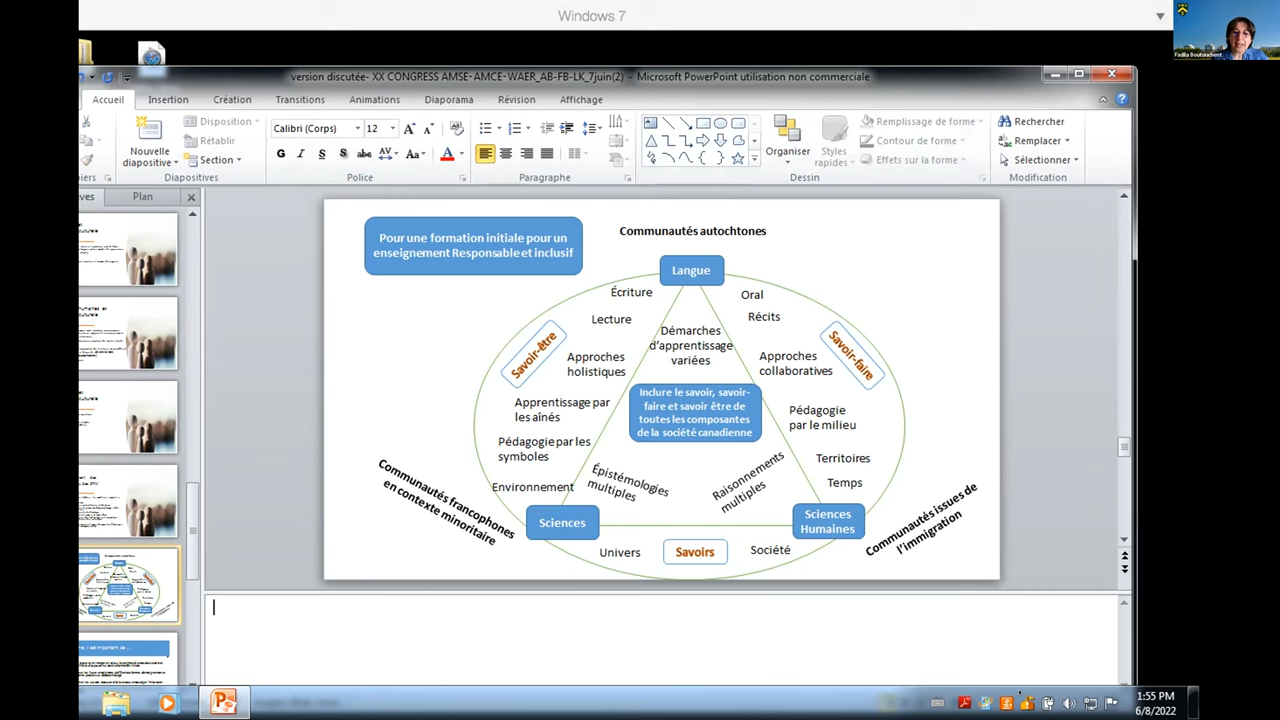 Windows 7
Fadila Boutouchent
version discutée- XX CONGRESS AMSE-AMCE-WAER_AB-FB-LK_7juin(2) - Microsoft PowerPoint utilisation non commerciale
Accueil
Insertion
Création
Transitions
Animations
Diaporama
Révision
Affichage
Nouvelle
diapositive
Disposition
Rétablir
Section
Diapositives
Calibri (Corps)
12
Police
Paragraphe
Organiser
Styles
rapides
Remplissage de forme
Contour de forme
Effets sur la forme
Dessin
Rechercher
Remplacer
Sélectionner
Modification
Plan
Pour une formation initiale pour un
enseignement Responsable et inclusif
Communautés autochtones
Langue
Écriture
Oral
Lecture
Récits
Savoir-être
Démarches
d'apprentissage
variées
Savoir-faire
Approches
holistiques
Approches
collaboratives
Inclure le savoir, savoir-
faire et savoir être de
toutes les composantes
de la société canadienne
Apprentissage par
les aînés
Pédagogie
par le milieu
Pédagogie par les
symboles
Territoires
Temps
Environnement
Épistémologies
multiples
Raisonnements
multiples
Communautés francophones
en contexte minoritaire
Sciences
Sciences
Humaines
Communautés issues de
l'immigration
Univers
Savoirs
Société
1:55 PM
6/8/2022